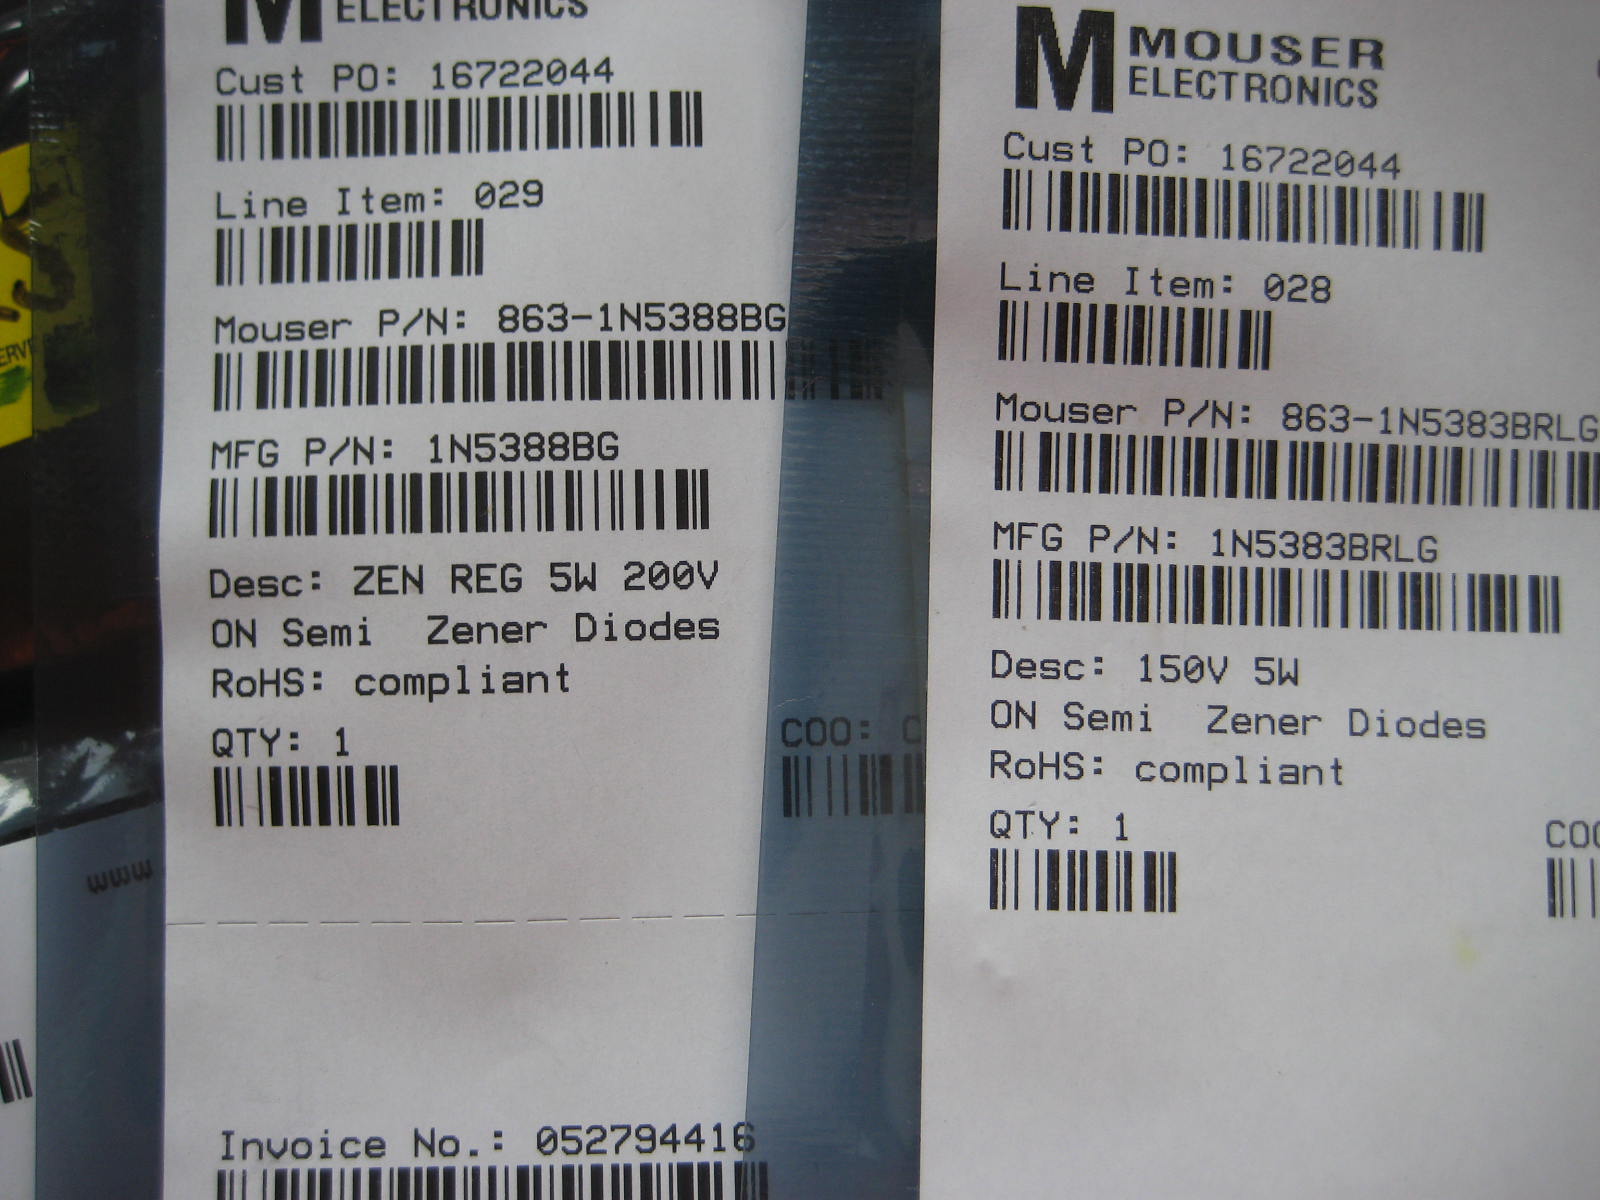 ELECTRONICS
Cust PO: 16722044
Line Item: 029
Mouser P/N: 863-1N5388BG
MFG P/N: 1N5388BG
Desc: ZEN REG 5W 200V
ON Semi Zener Diodes
RoHS: compliant
QTY: 1
COO: C
www
Invoice No.: 052794416
M MOUSER
ELECTRONICS
Cust PO: 16722044
Line Item: 028
Mouser P/N: 863-1N5383BRLG
MFG P/N: 1N5383BRLG
Desc: 150V 5W
ON Semi Zener Diodes
RoHS: compliant
QTY: 1
COO